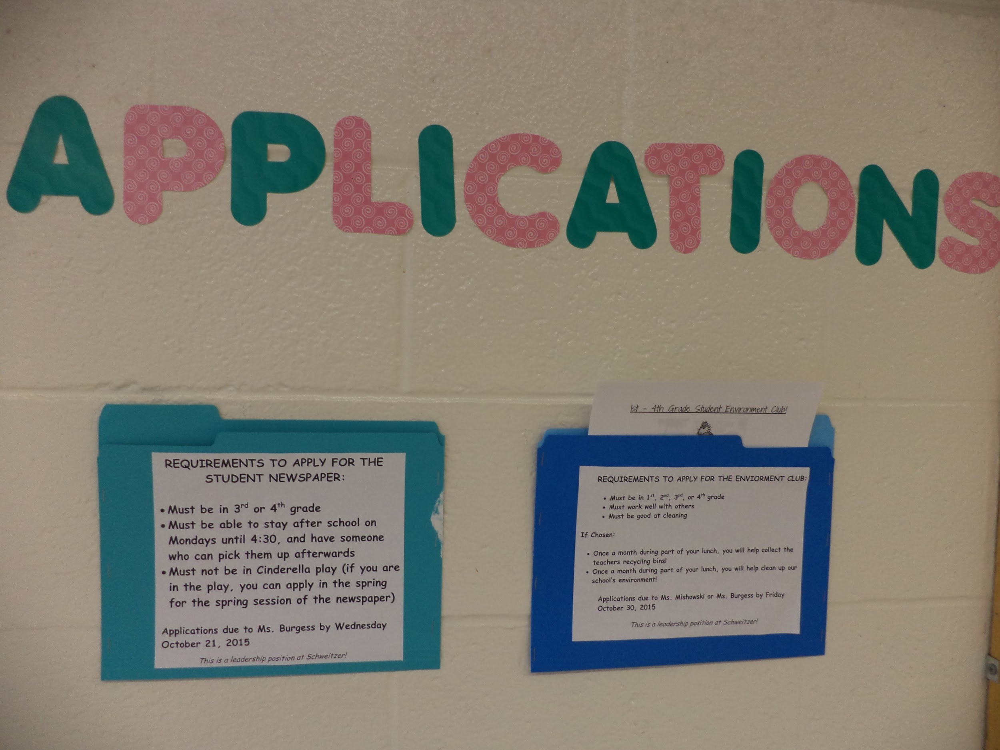 APPLICATIONS
REQUIREMENTS TO APPLY FOR THE
STUDENT NEWSPAPER:
• Must be in 3rd or 4th grade
• Must be able to stay after school on
Mondays until 4:30, and have someone
who can pick them up afterwards
• Must not be in Cinderella play (if you are
in the play, you can apply in the spring
for the spring session of the newspaper)
Applications due to Ms. Burgess by Wednesday
October 21, 2015
This is a leadership position at Schweitzer!
1st - 4th Grade Student Environment Club!
REQUIREMENTS TO APPLY FOR THE ENVIORMENT CLUB:
• Must be in 1st, 2nd, 3rd, or 4th grade
• Must work well with others
• Must be good at cleaning
If Chosen:
• Once a month during part of your lunch, you will help collect the
teachers recycling bins!
• Once a month during part of your lunch, you will help clean up our
school's environment!
Applications due to Ms. Mishowski or Ms. Burgess by Friday
October 30, 2015
This is a leadership position at Schweitzer!